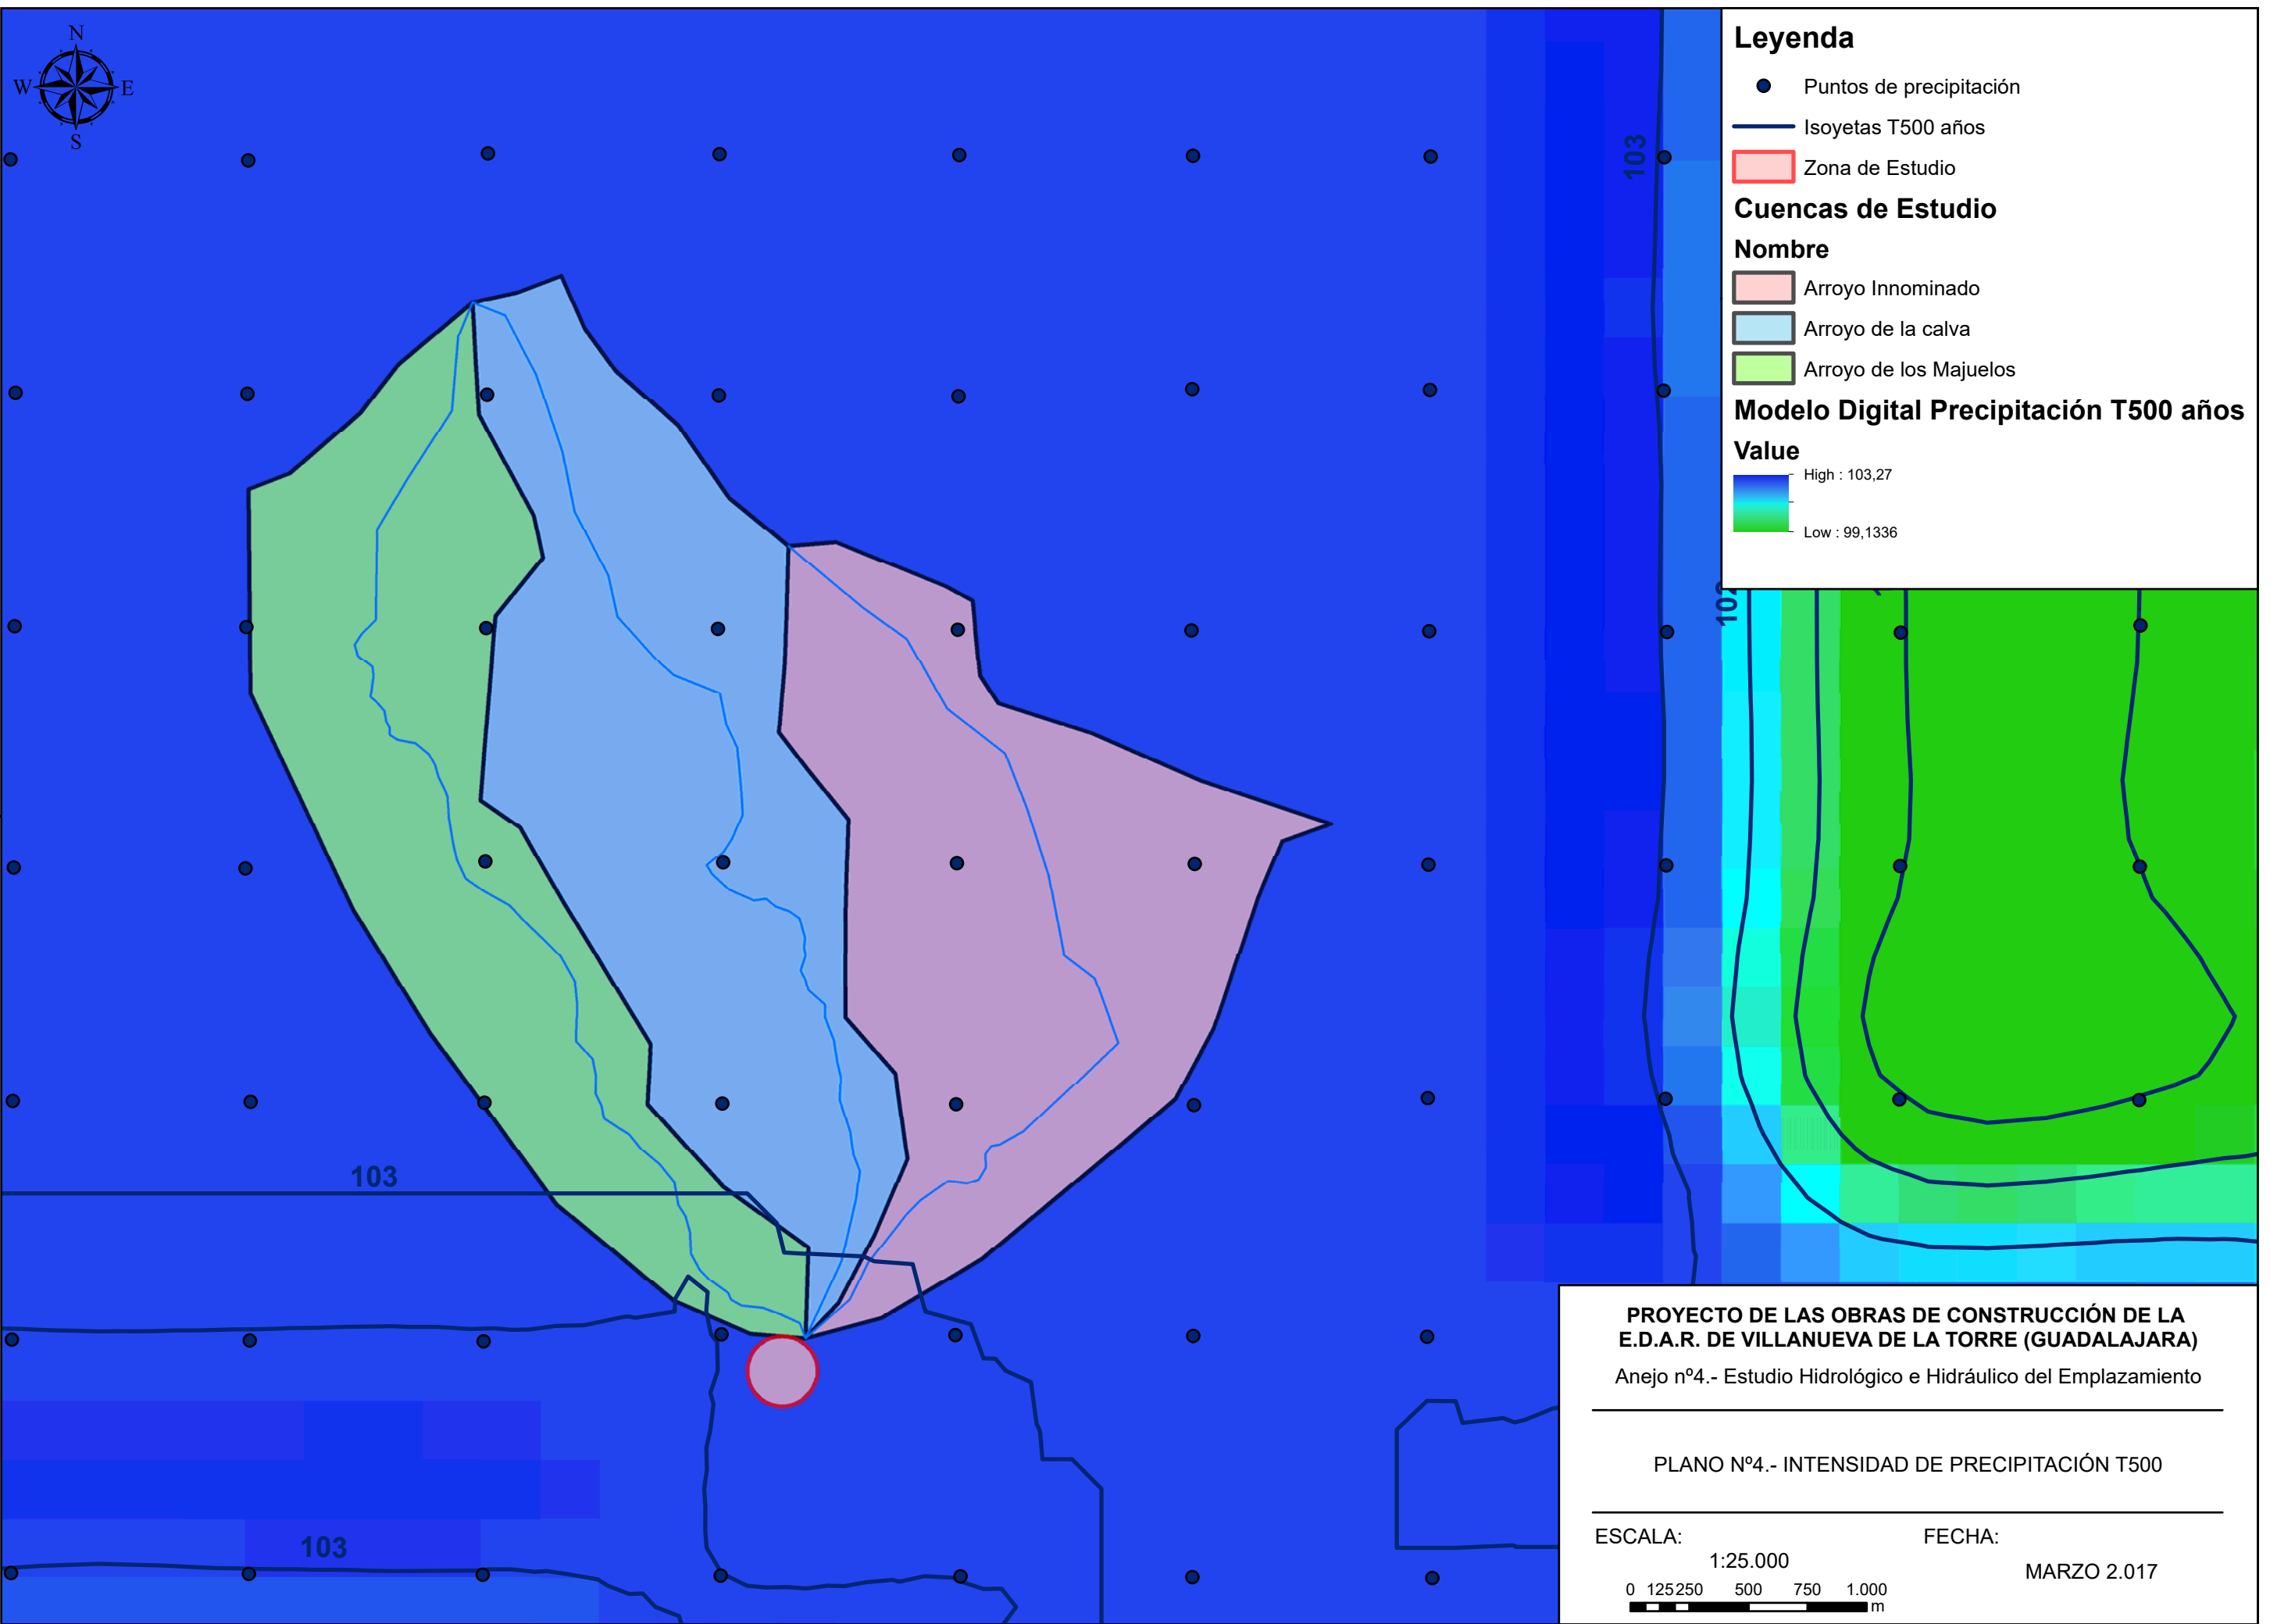 N
W
E
S
103
103
103
102
Leyenda
Puntos de precipitación
Isoyetas T500 años
Zona de Estudio
Cuencas de Estudio
Nombre
Arroyo Innominado
Arroyo de la calva
Arroyo de los Majuelos
Modelo Digital Precipitación T500 años
Value
High : 103,27
Low : 99,1336
PROYECTO DE LAS OBRAS DE CONSTRUCCIÓN DE LA
E.D.A.R. DE VILLANUEVA DE LA TORRE (GUADALAJARA)
Anejo nº4.- Estudio Hidrológico e Hidráulico del Emplazamiento
PLANO Nº4.- INTENSIDAD DE PRECIPITACIÓN T500
ESCALA:
1:25.000
FECHA:
MARZO 2.017
0 125 250 500 750 1.000
m